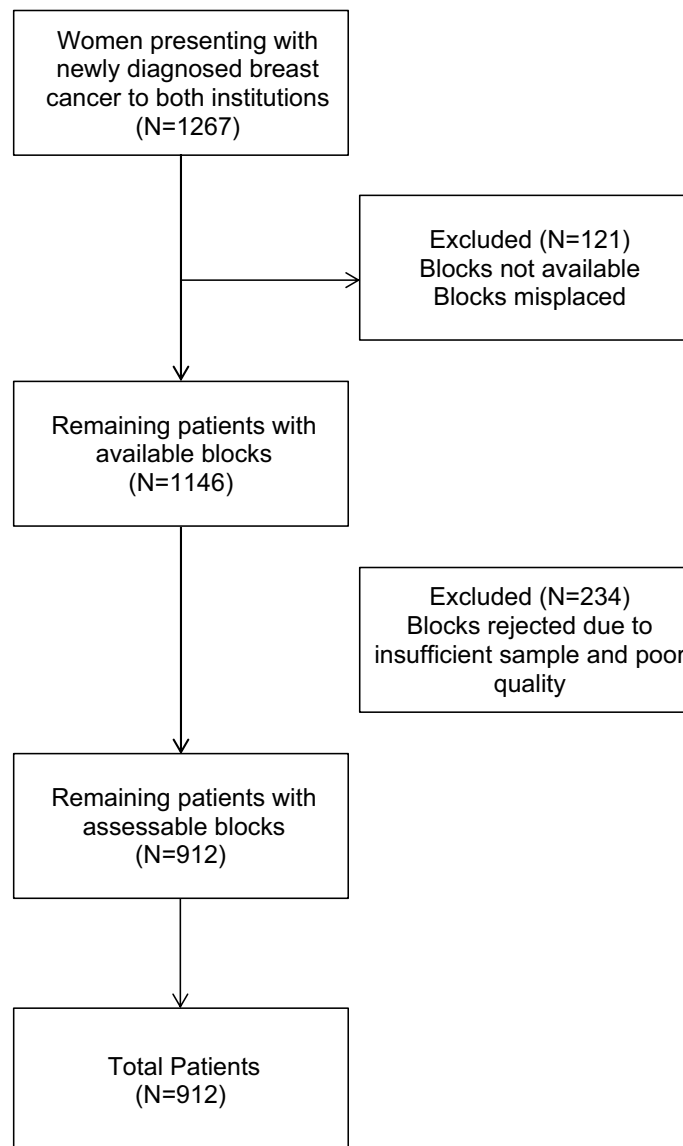 Women presenting with
newly diagnosed breast
cancer to both institutions
(N=1267)
Excluded (N=121)
Blocks not available
Blocks misplaced
Remaining patients with
available blocks
(N=1146)
Excluded (N=234)
Blocks rejected due to
insufficient sample and poor
quality
Remaining patients with
assessable blocks
(N=912)
Total Patients
(N=912)